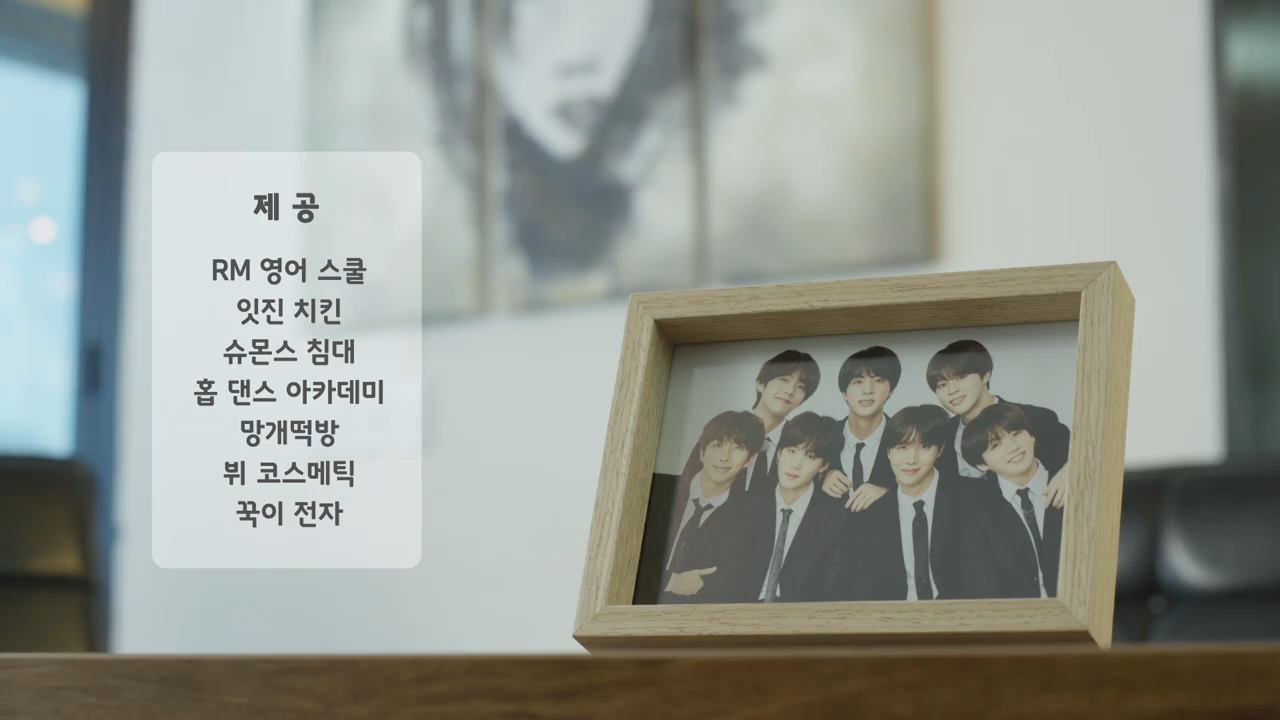 제 공
RM 영어 스쿨
잇진 치킨
슈몬스 침대
홉 댄스 아카데미
망개떡방
뷔 코스메틱
꾹이 전자